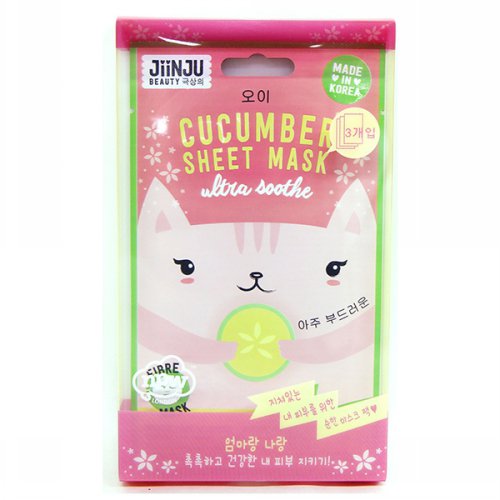 JiiNJU
BEAUTY 극상의
MADE
IN
KOREA
오이
CUCUMBER
SHEET MASK
3개입
ultra soothe
아주 부드러운
FIBRE
MASK
지쳐있는
내 피부를 위한
순한 마스크 팩
엄마랑 나랑
촉촉하고 건강한 내 피부 지키기!